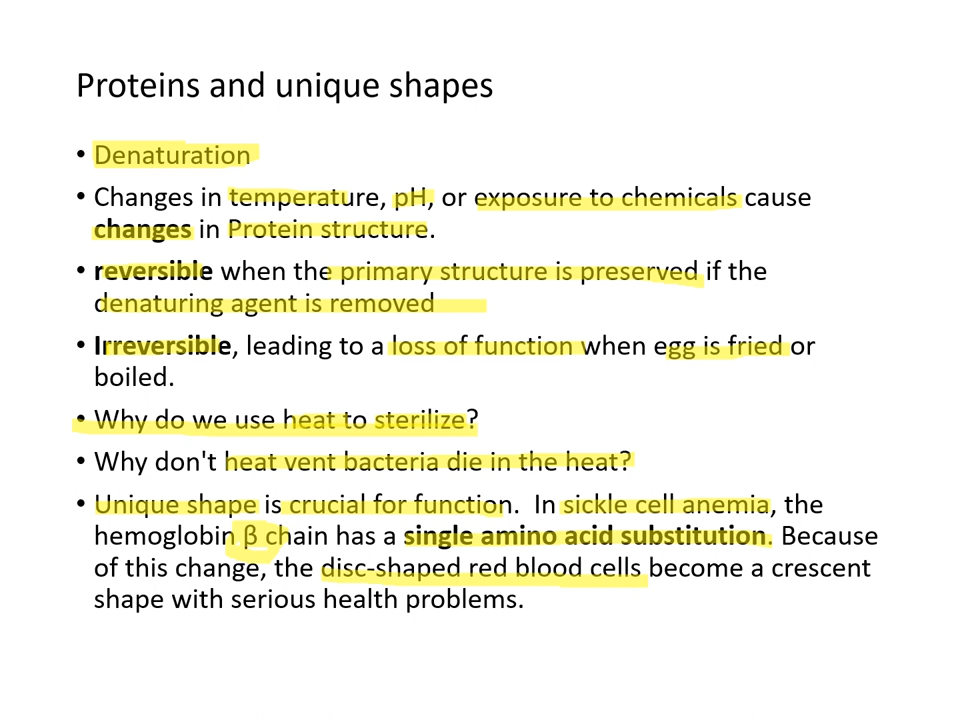 Proteins and unique shapes
• Denaturation
• Changes in temperature, pH, or exposure to chemicals cause
changes in Protein structure.
• reversible when the primary structure is preserved if the
denaturing agent is removed
• Irreversible, leading to a loss of function when egg is fried or
boiled.
• Why do we use heat to sterilize?
• Why don't heat vent bacteria die in the heat?
• Unique shape is crucial for function.  In sickle cell anemia, the
hemoglobin β chain has a single amino acid substitution. Because
of this change, the disc-shaped red blood cells become a crescent
shape with serious health problems.